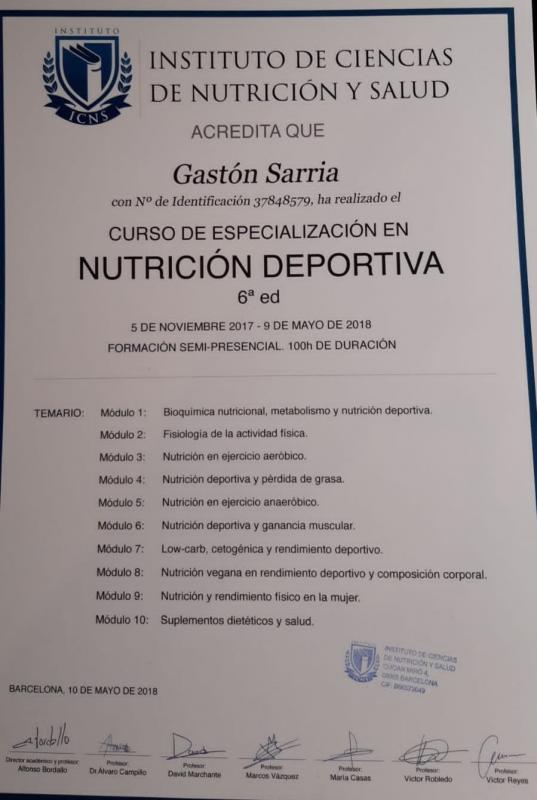 INSTITUTO
ICNS
INSTITUTO DE CIENCIAS
DE NUTRICIÓN Y SALUD
ACREDITA QUE
Gastón Sarria
con Nº de Identificación 37848579, ha realizado el
CURSO DE ESPECIALIZACIÓN EN
NUTRICIÓN DEPORTIVA
6ª ed
5 DE NOVIEMBRE 2017 - 9 DE MAYO DE 2018
FORMACIÓN SEMI-PRESENCIAL. 100h DE DURACIÓN
TEMARIO: Módulo 1: Bioquímica nutricional, metabolismo y nutrición deportiva.
Módulo 2: Fisiología de la actividad física.
Módulo 3: Nutrición en ejercicio aeróbico.
Módulo 4: Nutrición deportiva y pérdida de grasa.
Módulo 5: Nutrición en ejercicio anaeróbico.
Módulo 6: Nutrición deportiva y ganancia muscular.
Módulo 7: Low-carb, cetogénica y rendimiento deportivo.
Módulo 8: Nutrición vegana en rendimiento deportivo y composición corporal.
Módulo 9: Nutrición y rendimiento físico en la mujer.
Módulo 10: Suplementos dietéticos y salud.
ICNS
INSTITUTO DE CIENCIAS
DE NUTRICIÓN Y SALUD
BARCELONA
CIF:
BARCELONA, 10 DE MAYO DE 2018
Director académico y profesor:
Alfonso Bordallo
Profesor:
Dr.Álvaro Campillo
Profesor:
David Marchante
Profesor:
Marcos Vázquez
Profesor:
María Casas
Profesor:
Victor Robledo
Profesor:
Victor Reyes